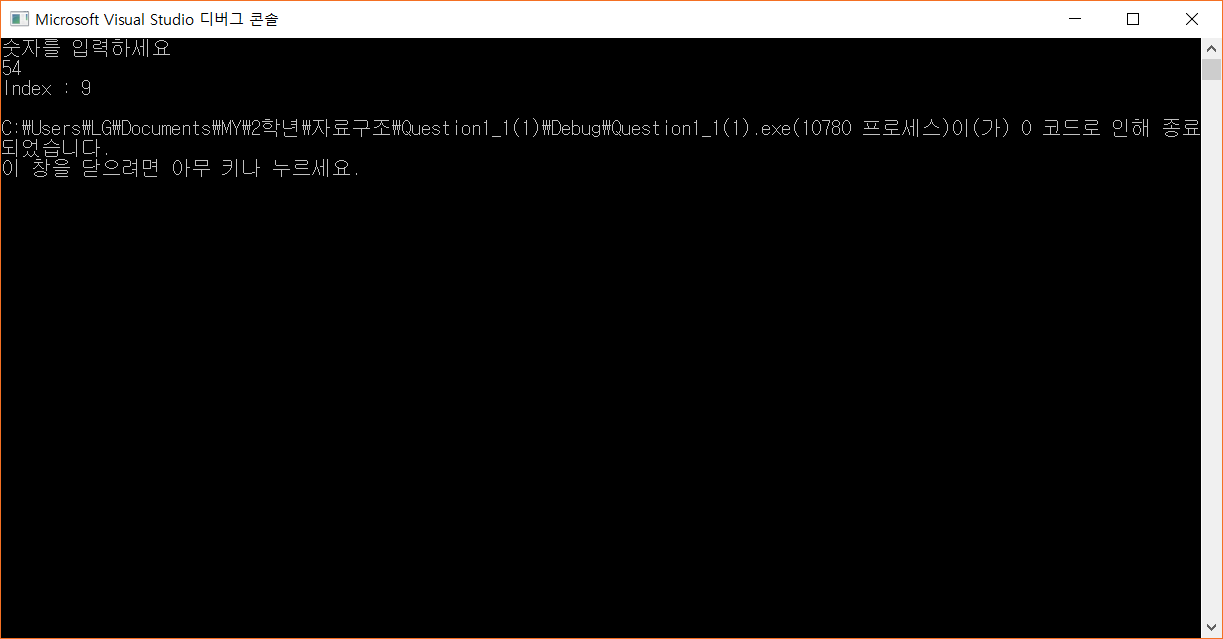 Microsoft Visual Studio 디버그 콘솔
숫자를 입력하세요
54
Index : 9
C:₩Users₩LG₩Documents₩MY₩2학년₩자료구조₩Question1_1(1)₩Debug₩Question1_1(1).exe(10780 프로세스)이(가) 0 코드로 인해 종료
되었습니다.
이 창을 닫으려면 아무 키나 누르세요.